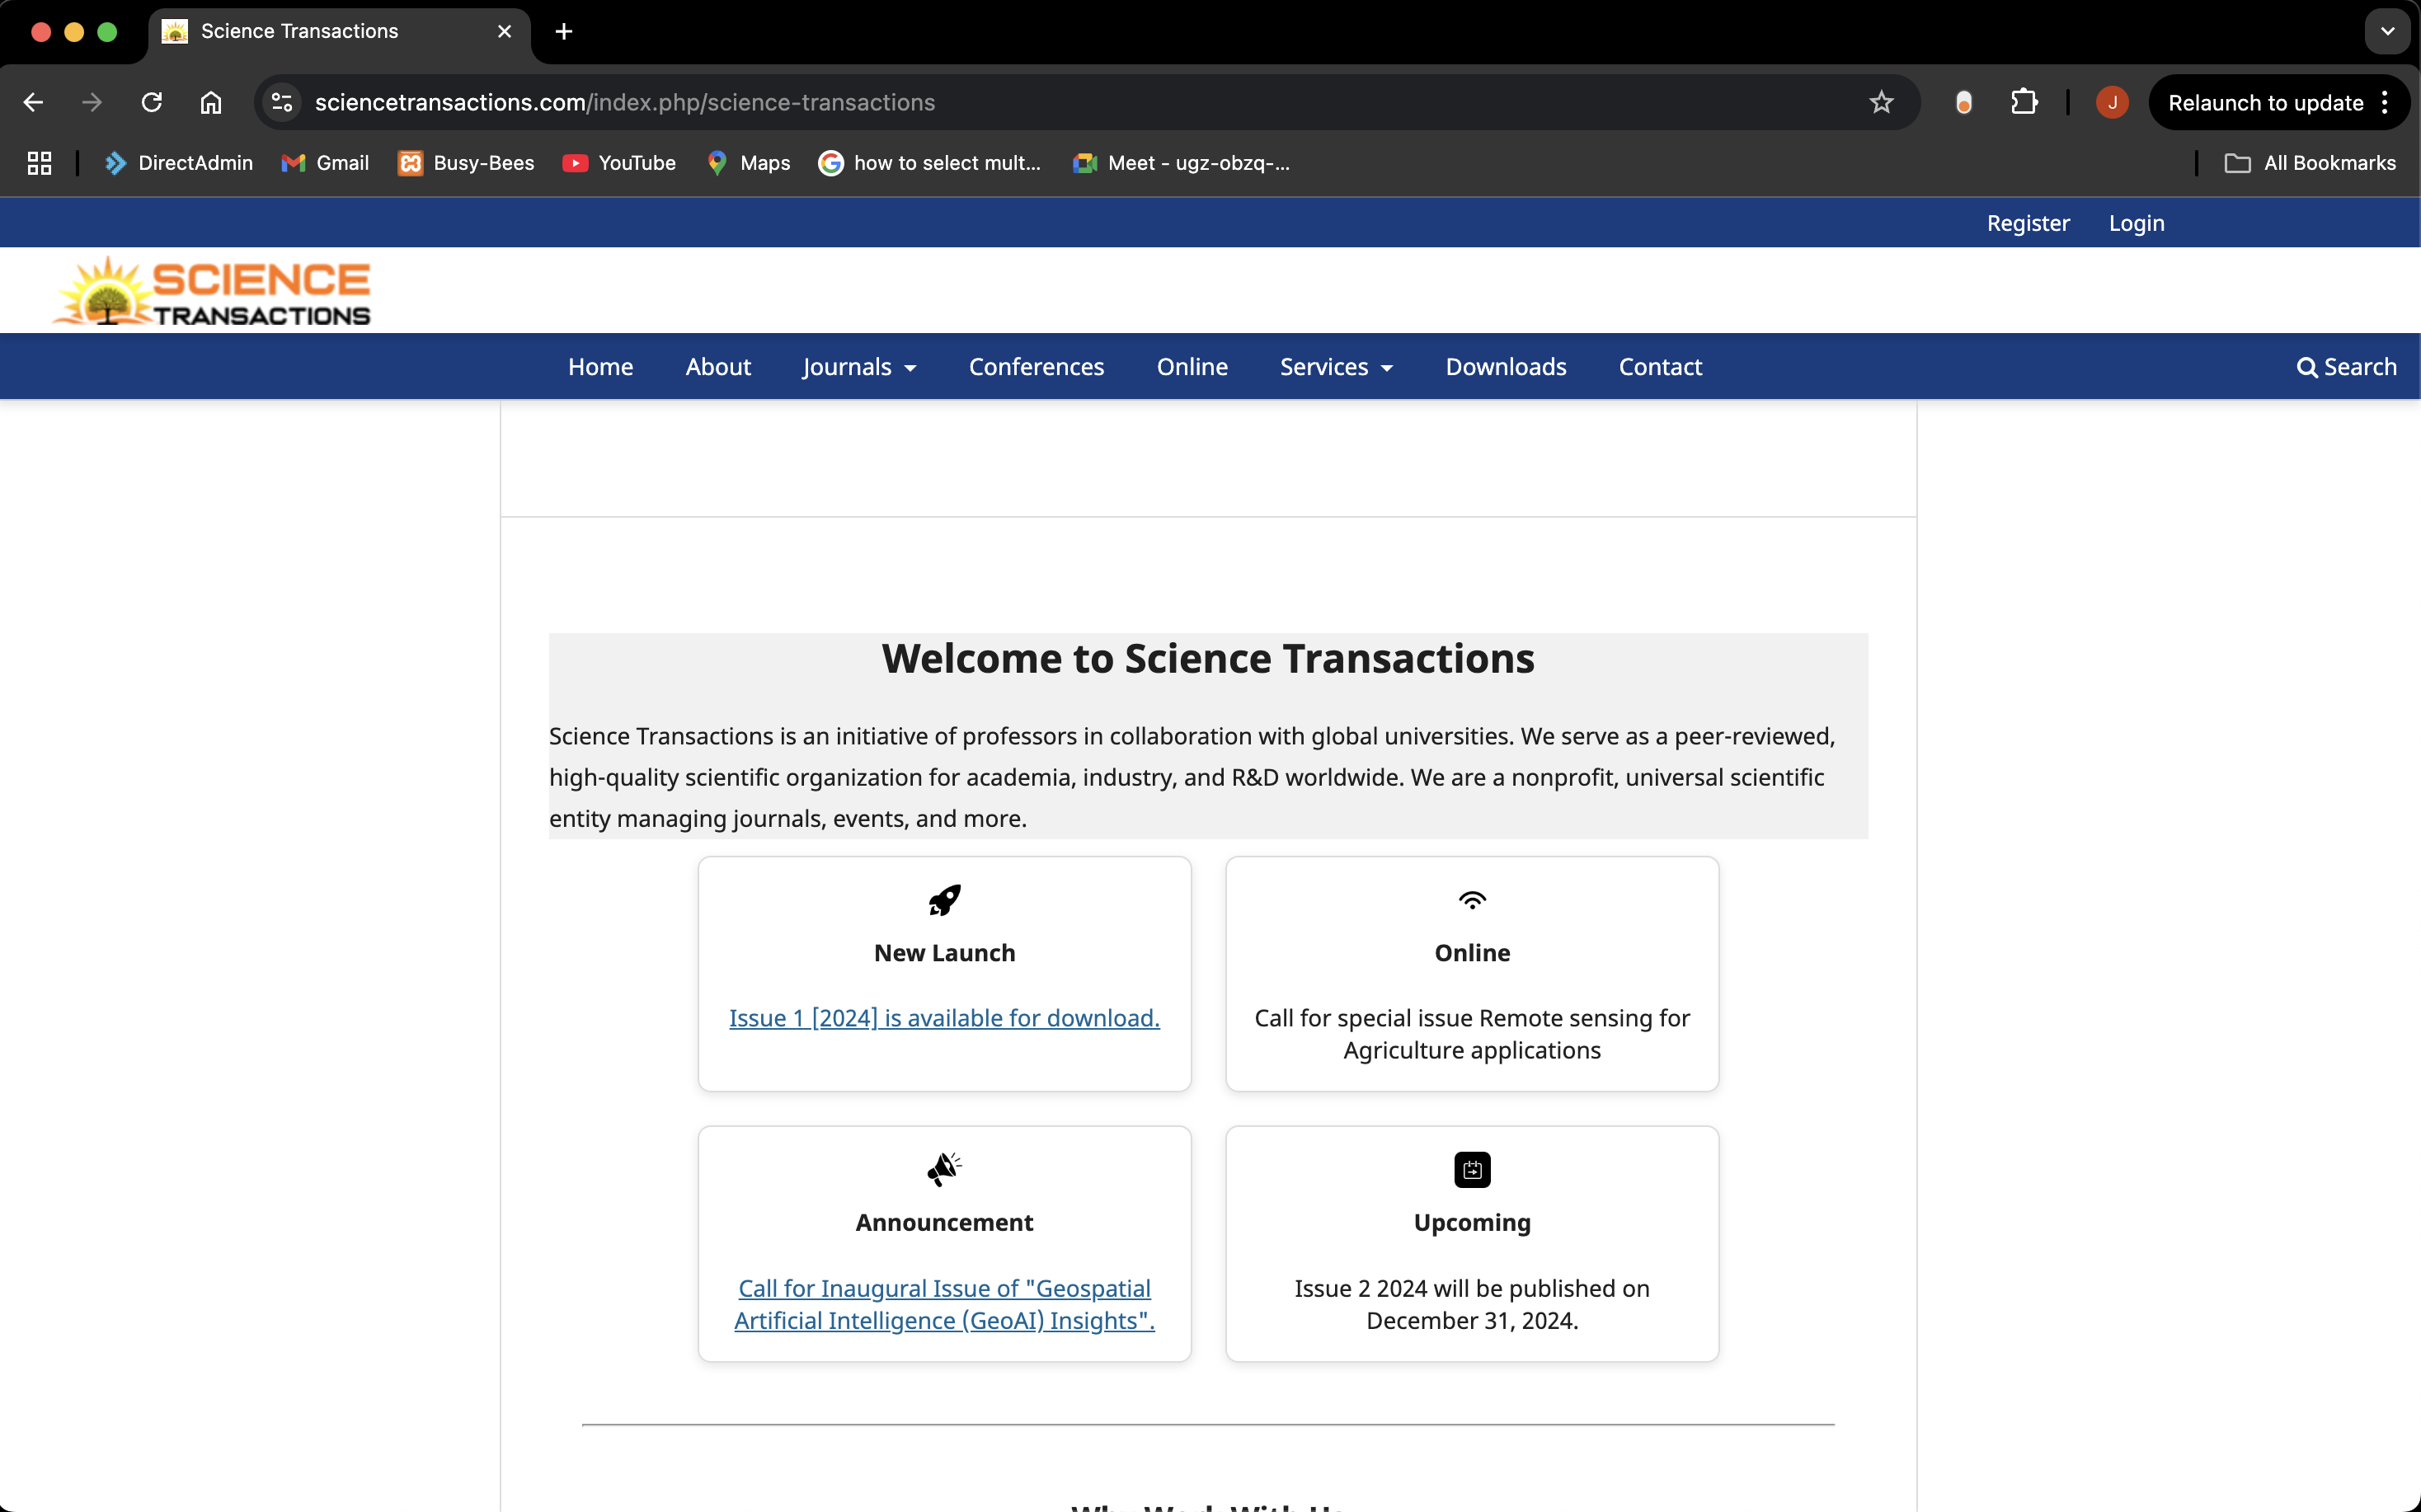 Science Transactions
sciencetransactions.com/index.php/science-transactions
J
Relaunch to update
DirectAdmin
Gmail
Busy-Bees
YouTube
Maps
how to select mult...
Meet - ugz-obzq-...
All Bookmarks
Register
Login
SCIENCE
TRANSACTIONS
Home
About
Journals
Conferences
Online
Services
Downloads
Contact
Search
Welcome to Science Transactions
Science Transactions is an initiative of professors in collaboration with global universities. We serve as a peer-reviewed,
high-quality scientific organization for academia, industry, and R&D worldwide. We are a nonprofit, universal scientific
entity managing journals, events, and more.
New Launch
Issue 1 [2024] is available for download.
Online
Call for special issue Remote sensing for
Agriculture applications
Announcement
Call for Inaugural Issue of "Geospatial
Artificial Intelligence (GeoAI) Insights".
Upcoming
Issue 2 2024 will be published on
December 31, 2024.
Why Work With Us